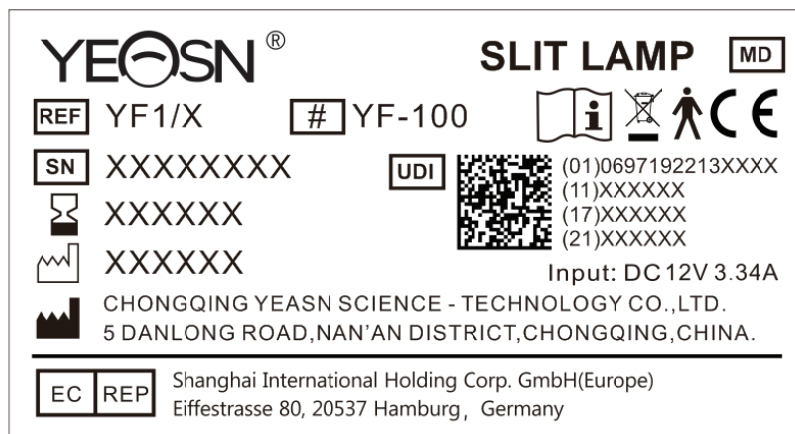 YEOSN®
SLIT LAMP MD
REF YF1/X # YF-100
CE
SN XXXXXXXX
XXXXXX
XXXXXX
UDI (01)0697192213XXXX
(11)XXXXXX
(17)XXXXXX
(21)XXXXXX
Input: DC12V 3.34A
CHONGQING YEASN SCIENCE - TECHNOLOGY CO.,LTD.
5 DANLONG ROAD,NAN'AN DISTRICT,CHONGQING,CHINA.
EC REP Shanghai International Holding Corp. GmbH(Europe)
Eiffestrasse 80, 20537 Hamburg, Germany